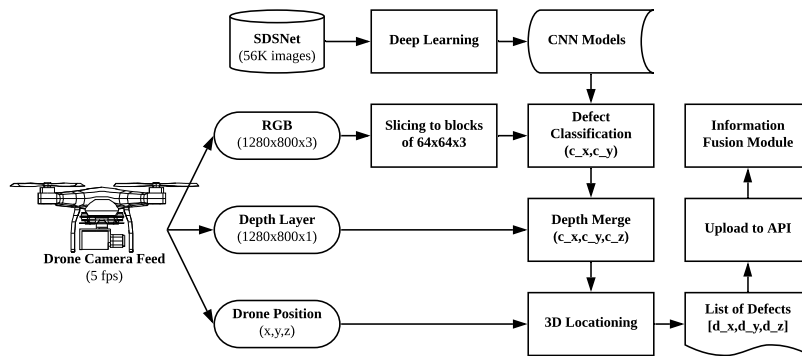 SDSNet
(56K images)
Deep Learning
CNN Models
RGB
(1280x800x3)
Slicing to blocks
of 64x64x3
Defect
Classification
(c_x,c_y)
Information
Fusion Module
Drone Camera Feed
(5 fps)
Depth Layer
(1280x800x1)
Depth Merge
(c_x,c_y,c_z)
Upload to API
Drone Position
(x,y,z)
3D Locationing
List of Defects
[d_x,d_y,d_z]